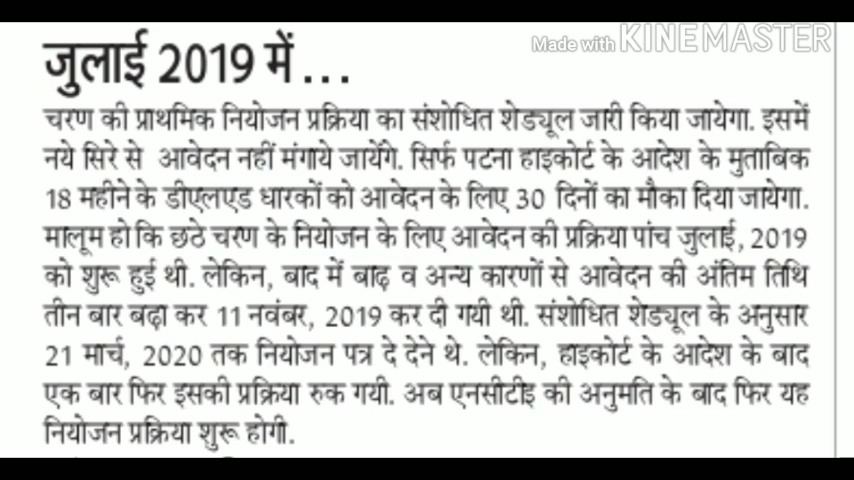 Made with KINEMASTER
जुलाई 2019 में...
चरण की प्राथमिक नियोजन प्रक्रिया का संशोधित शेड्यूल जारी किया जायेगा. इसमें
नये सिरे से आवेदन नहीं मंगाये जायेंगे. सिर्फ पटना हाइकोर्ट के आदेश के मुताबिक
18 महीने के डीएलएड धारकों को आवेदन के लिए 30 दिनों का मौका दिया जायेगा.
मालूम हो कि छठे चरण के नियोजन के लिए आवेदन की प्रक्रिया पांच जुलाई, 2019
को शुरू हुई थी. लेकिन, बाद में बाढ़ व अन्य कारणों से आवेदन की अंतिम तिथि
तीन बार बढ़ा कर 11 नवंबर, 2019 कर दी गयी थी. संशोधित शेड्यूल के अनुसार
21 मार्च, 2020 तक नियोजन पत्र दे देने थे. लेकिन, हाइकोर्ट के आदेश के बाद
एक बार फिर इसकी प्रक्रिया रुक गयी. अब एनसीटीइ की अनुमति के बाद फिर यह
नियोजन प्रक्रिया शुरू होगी.